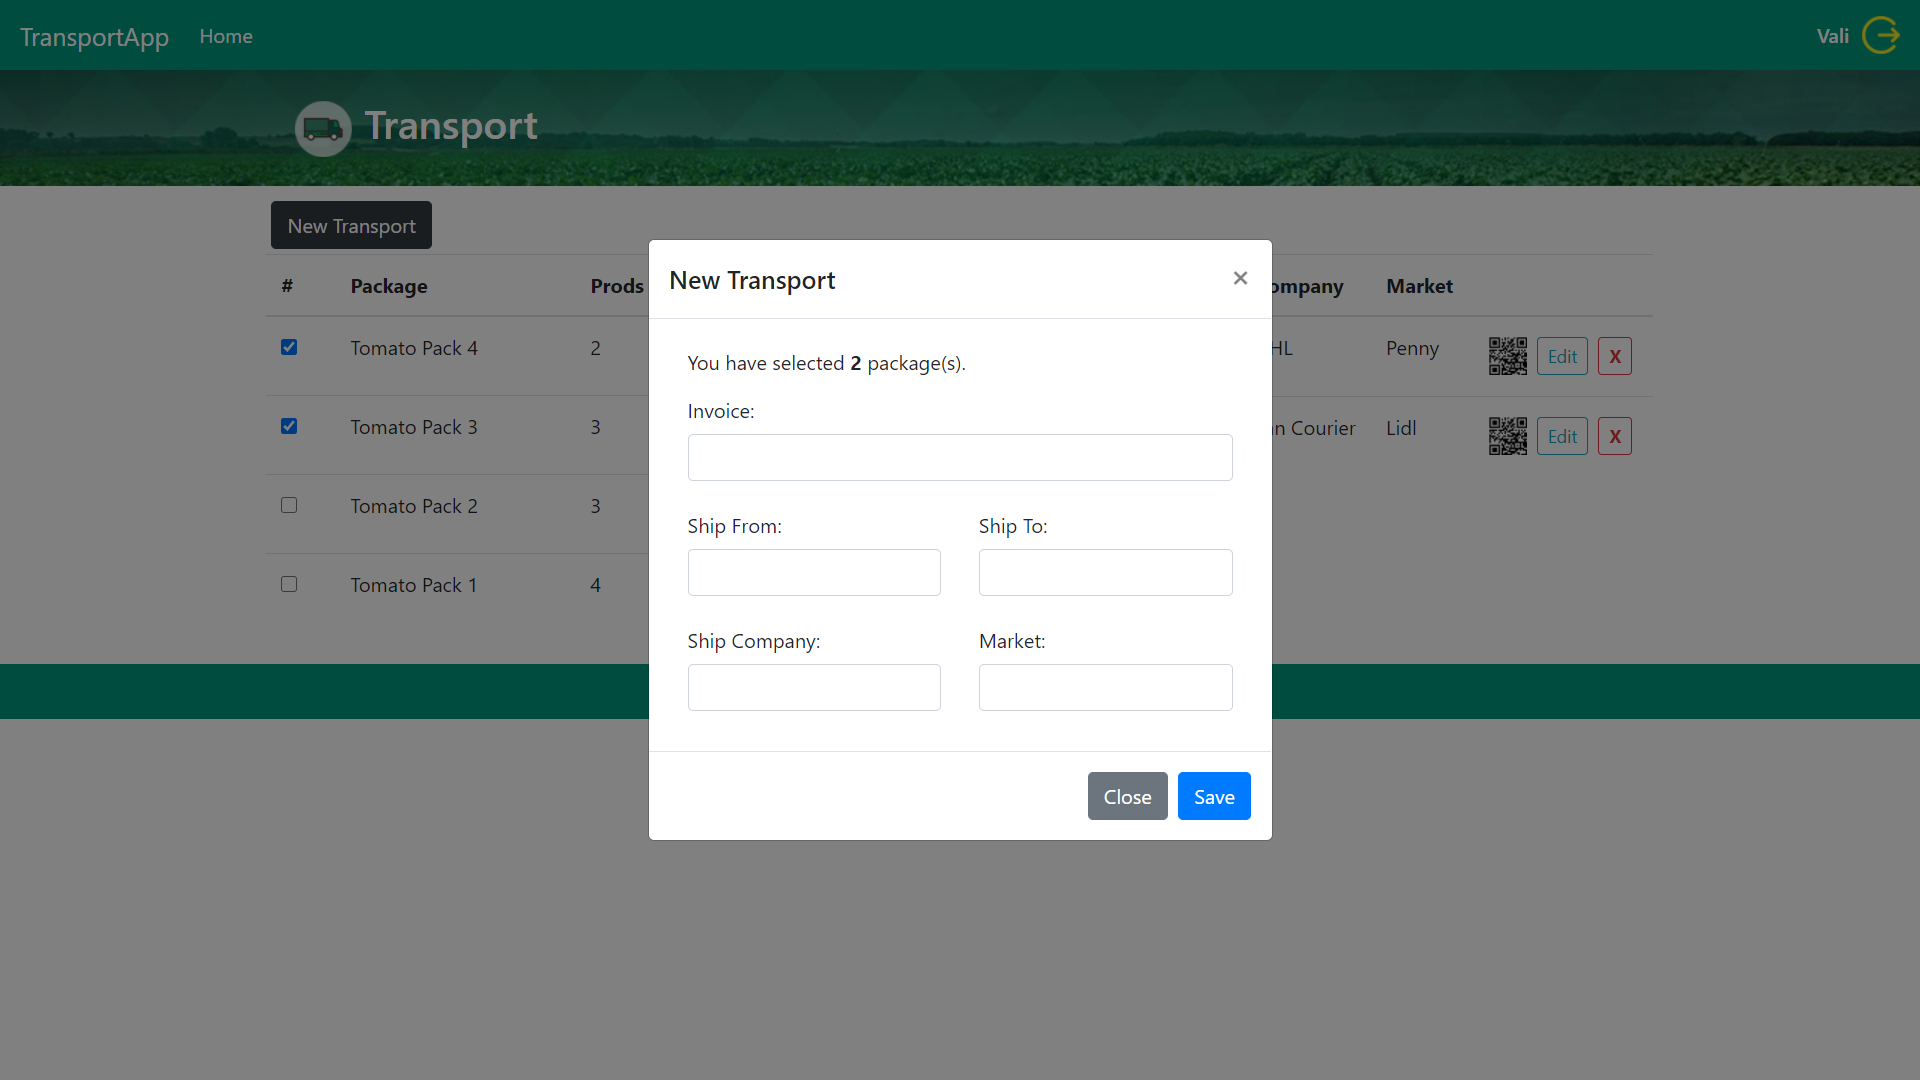 TransportApp Home Vali
Transport
New Transport
# Package Prods
Tomato Pack 4 2
Tomato Pack 3 3
Tomato Pack 2 3
Tomato Pack 1 4
New Transport ×
You have selected 2 package(s).
Invoice:
Ship From: Ship To:
Ship Company: Market:
Close Save
ompany Market
HL Penny Edit X
n Courier Lidl Edit X